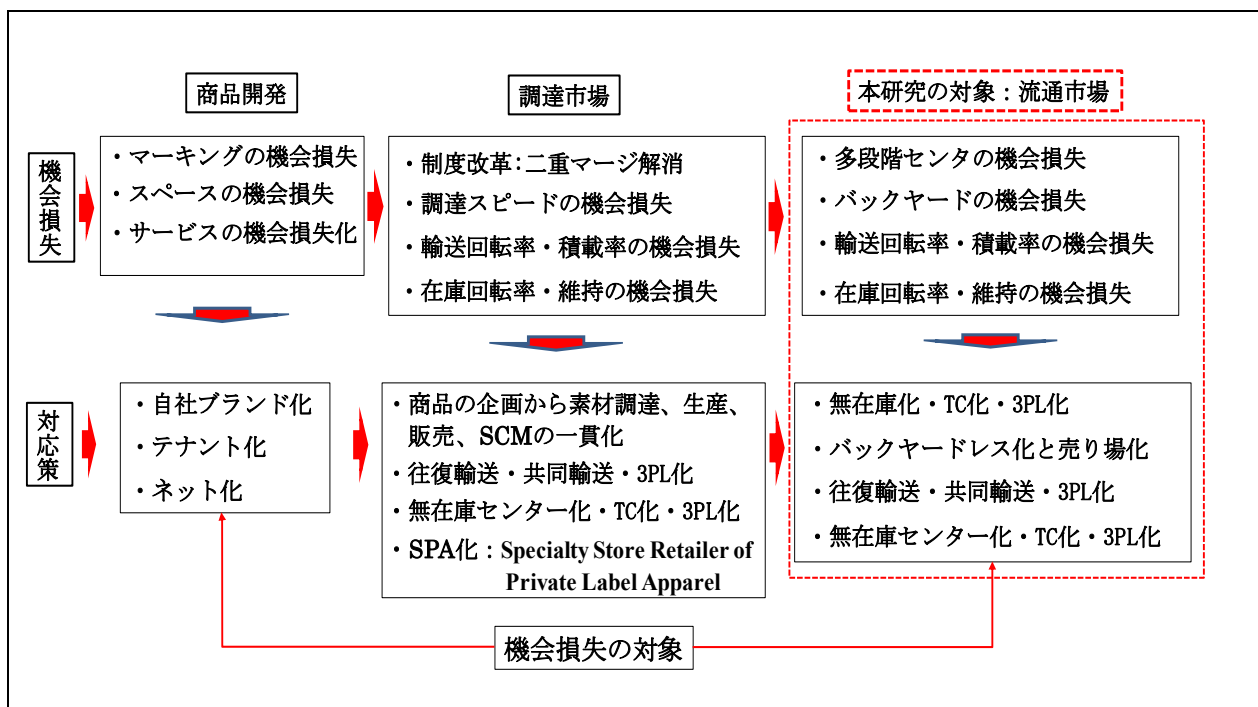 商品開発
調達市場
本研究の対象：流通市場
機会損失
・マーキングの機会損失
・スペースの機会損失
・サービスの機会損失化
・制度改革：二重マージ解消
・調達スピードの機会損失
・輸送回転率・積載率の機会損失
・在庫回転率・維持の機会損失
・多段階センタの機会損失
・バックヤードの機会損失
・輸送回転率・積載率の機会損失
・在庫回転率・維持の機会損失
対応策
・自社ブランド化
・テナント化
・ネット化
・商品の企画から素材調達、生産、
販売、SCMの一貫化
・往復輸送・共同輸送・3PL化
・無在庫センター化・TC化・3PL化
・SPA化：Specialty Store Retailer of
Private Label Apparel
・無在庫化・TC化・3PL化
・バックヤードレス化と売り場化
・往復輸送・共同輸送・3PL化
・無在庫センター化・TC化・3PL化
機会損失の対象